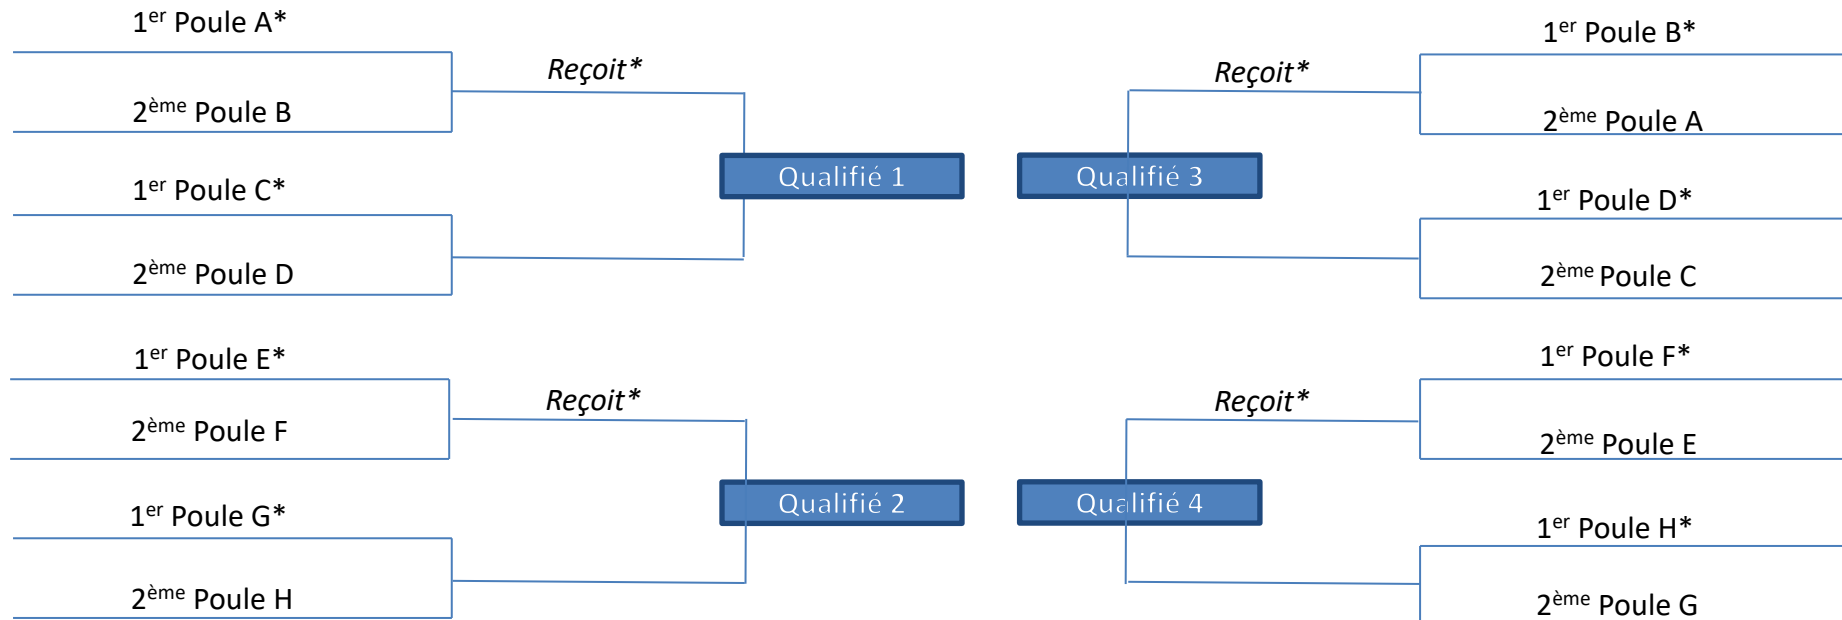 1er Poule A*
Reçoit*
2ème Poule B
Qualifié 1
1er Poule C*
2ème Poule D
1er Poule E*
Reçoit*
2ème Poule F
Qualifié 2
1er Poule G*
2ème Poule H
1er Poule B*
Reçoit*
2ème Poule A
Qualifié 3
1er Poule D*
2ème Poule C
1er Poule F*
Reçoit*
2ème Poule E
Qualifié 4
1er Poule H*
2ème Poule G